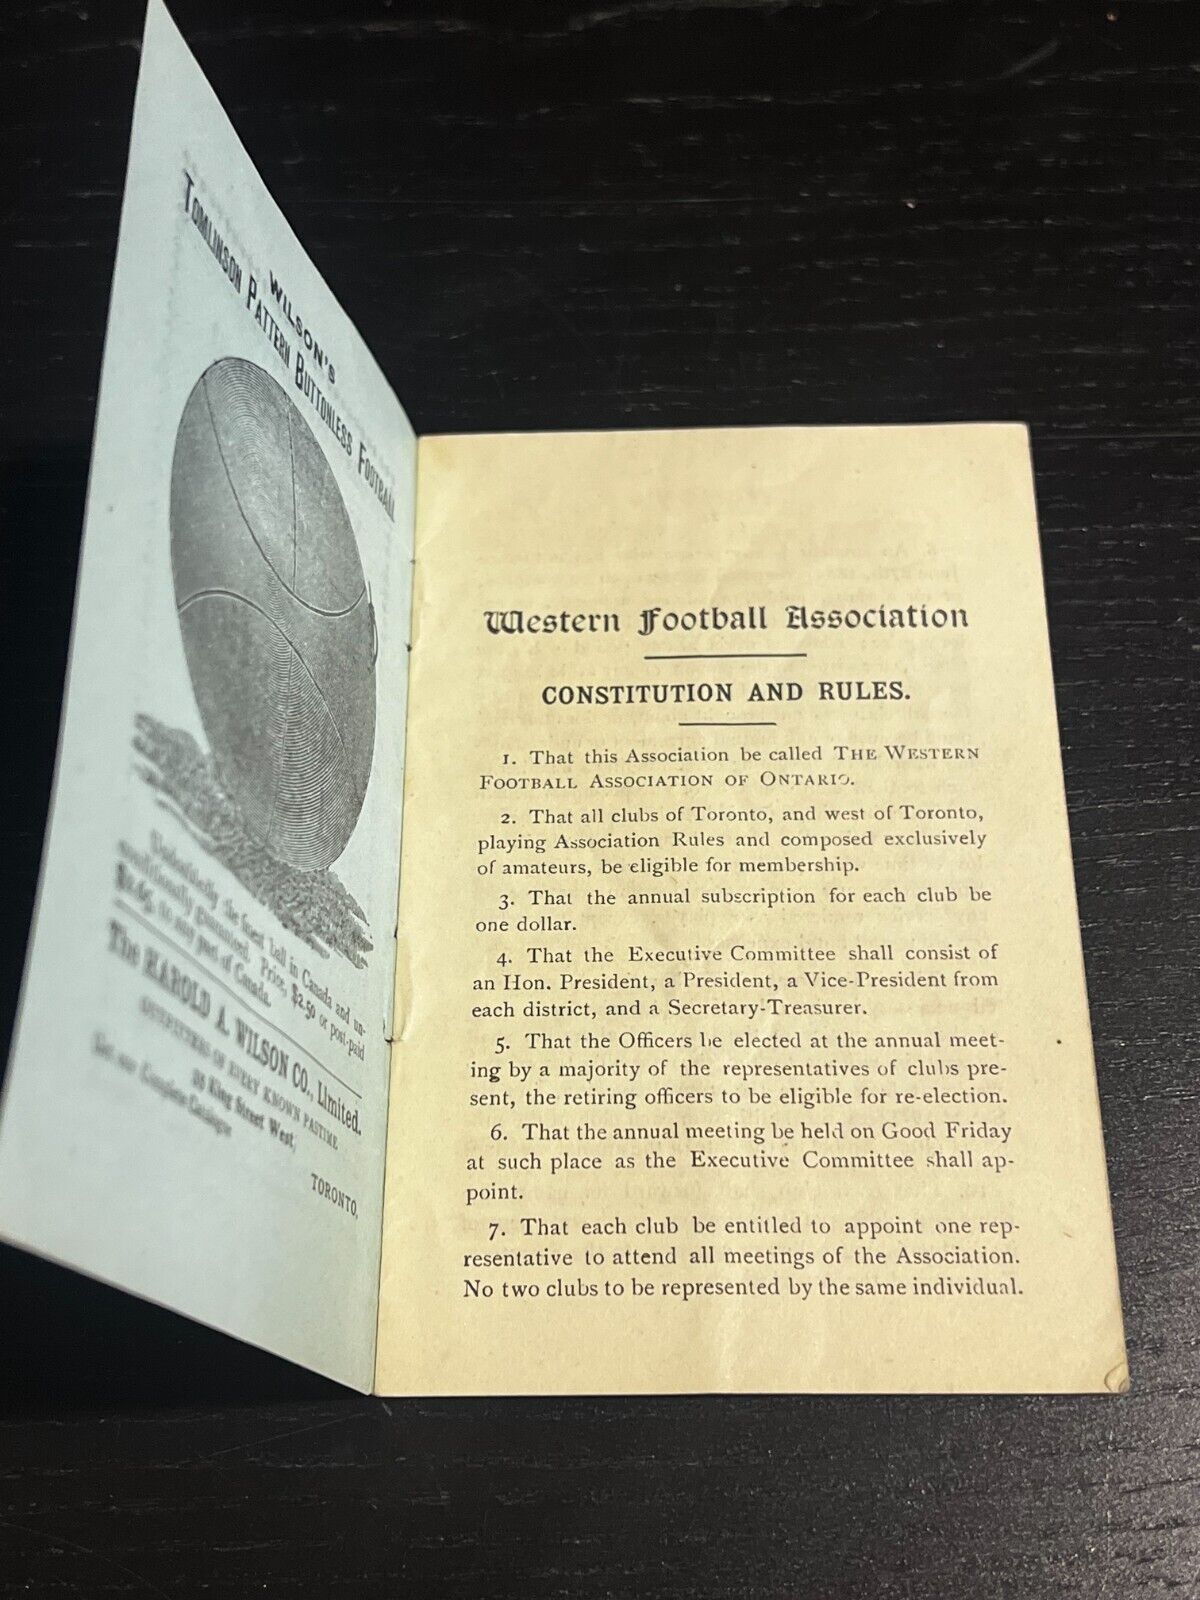 WILSON'S
TOMLINSON PATTERN BUTTONLESS FOOTBALL
Undoubtedly the finest ball in Canada and un-
conditionally guaranteed. Price, $2.50 or post-paid
$2.65, to any part of Canada.
The HAROLD A. WILSON CO., Limited.
OUTFITTERS OF EVERY KNOWN PASTIME
35 King Street West,
Get our Complete Catalogue
TORONTO.
Western Football Association
CONSTITUTION AND RULES.
1. That this Association be called THE WESTERN
FOOTBALL ASSOCIATION OF ONTARIO.
2. That all clubs of Toronto, and west of Toronto,
playing Association Rules and composed exclusively
of amateurs, be eligible for membership.
3. That the annual subscription for each club be
one dollar.
4. That the Executive Committee shall consist of
an Hon. President, a President, a Vice-President from
each district, and a Secretary-Treasurer.
5. That the Officers be elected at the annual meet-
ing by a majority of the representatives of clubs pre-
sent, the retiring officers to be eligible for re-election.
6. That the annual meeting be held on Good Friday
at such place as the Executive Committee shall ap-
point.
7. That each club be entitled to appoint one rep-
resentative to attend all meetings of the Association.
No two clubs to be represented by the same individual.